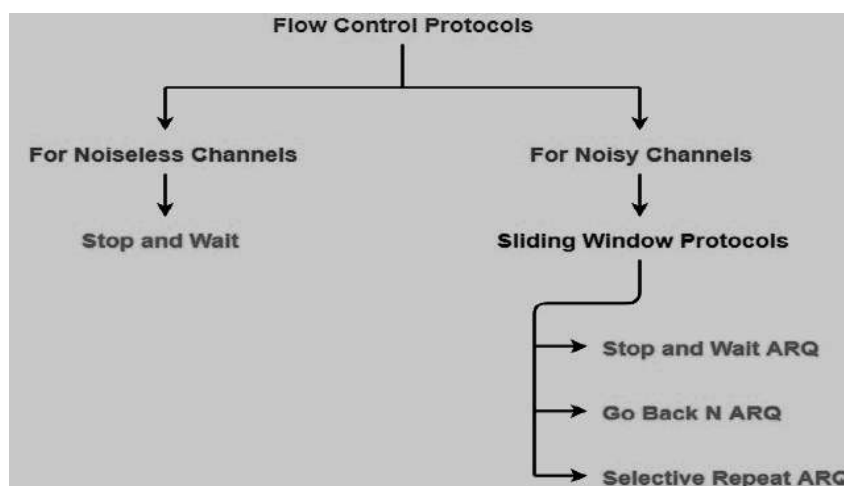 Flow Control Protocols
For Noiseless Channels
For Noisy Channels
Stop and Wait
Sliding Window Protocols
Stop and Wait ARQ
Go Back N ARQ
Selective Repeat ARQ